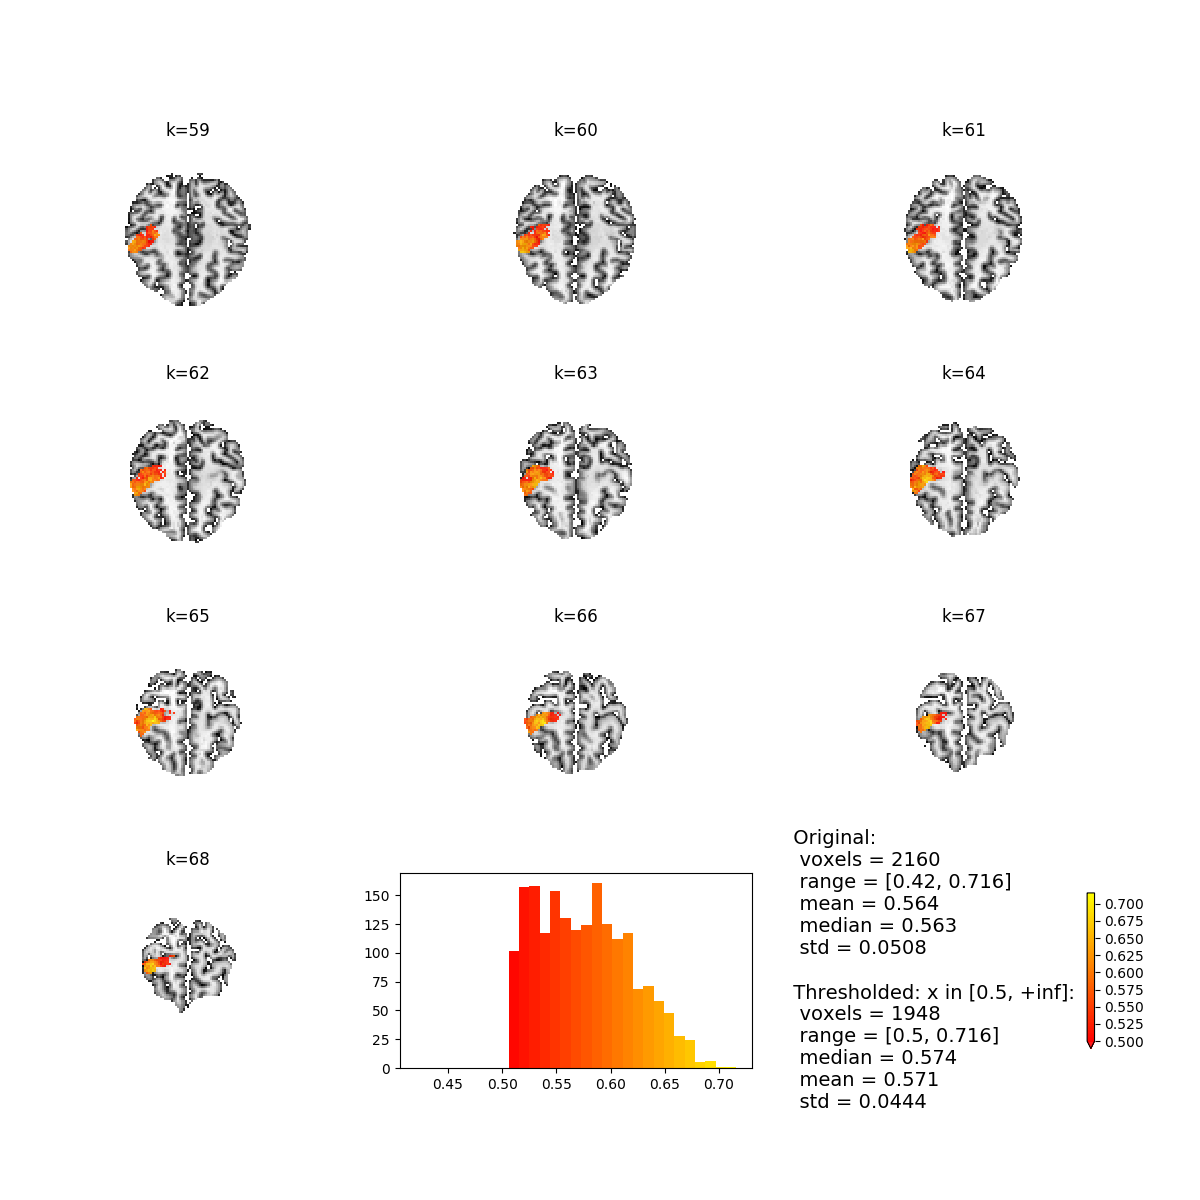 k=59
k=60
k=61
k=62
k=63
k=64
k=65
k=66
k=67
k=68
150
125
100
75
50
25
0
0.45
0.50
0.55
0.60
0.65
0.70
Original:
voxels = 2160
range = [0.42, 0.716]
mean = 0.564
median = 0.563
std = 0.0508
Thresholded: x in [0.5, +inf]:
voxels = 1948
range = [0.5, 0.716]
median = 0.574
mean = 0.571
std = 0.0444
0.700
0.675
0.650
0.625
0.600
0.575
0.550
0.525
0.500